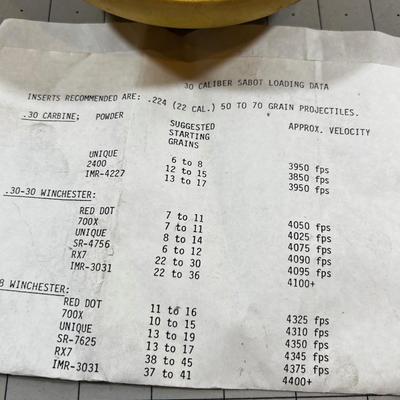 30 CALIBER SABOT LOADING DATA
INSERTS RECOMMENDED ARE: .224 (22 CAL.) 50 TO 70 GRAIN PROJECTILES.
.30 CARBINE; POWDER SUGGESTED STARTING GRAINS APPROX. VELOCITY
UNIQUE 6 to 8 3950 fps
2400 12 to 15 3850 fps
IMR-4227 13 to 17 3950 fps
.30-30 WINCHESTER:
RED DOT 7 to 11 4050 fps
700X 7 to 11 4025 fps
UNIQUE 8 to 14 4075 fps
SR-4756 6 to 12 4090 fps
RX7 22 to 30 4095 fps
IMR-3031 22 to 36 4100+
8 WINCHESTER:
RED DOT 11 to 16 4325 fps
700X 10 to 15 4310 fps
UNIQUE 13 to 19 4350 fps
SR-7625 13 to 17 4345 fps
RX7 38 to 45 4375 fps
IMR-3031 37 to 41 4400+